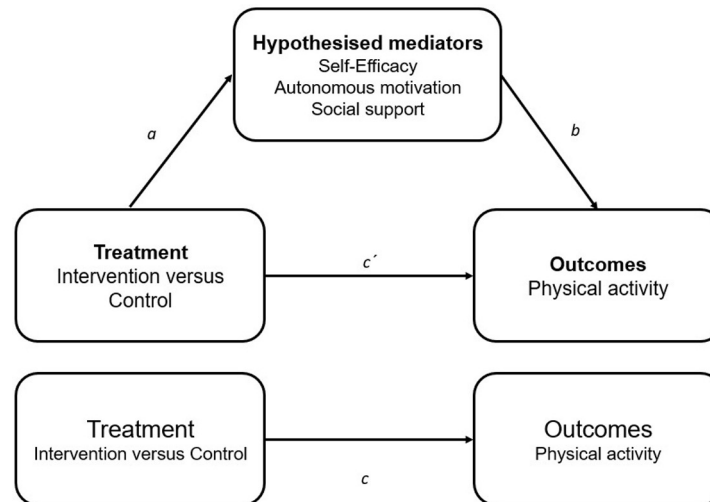 Hypothesised mediators
Self-Efficacy
Autonomous motivation
Social support
a
b
Treatment
Intervention versus
Control
c´
Outcomes
Physical activity
Treatment
Intervention versus Control
c
Outcomes
Physical activity